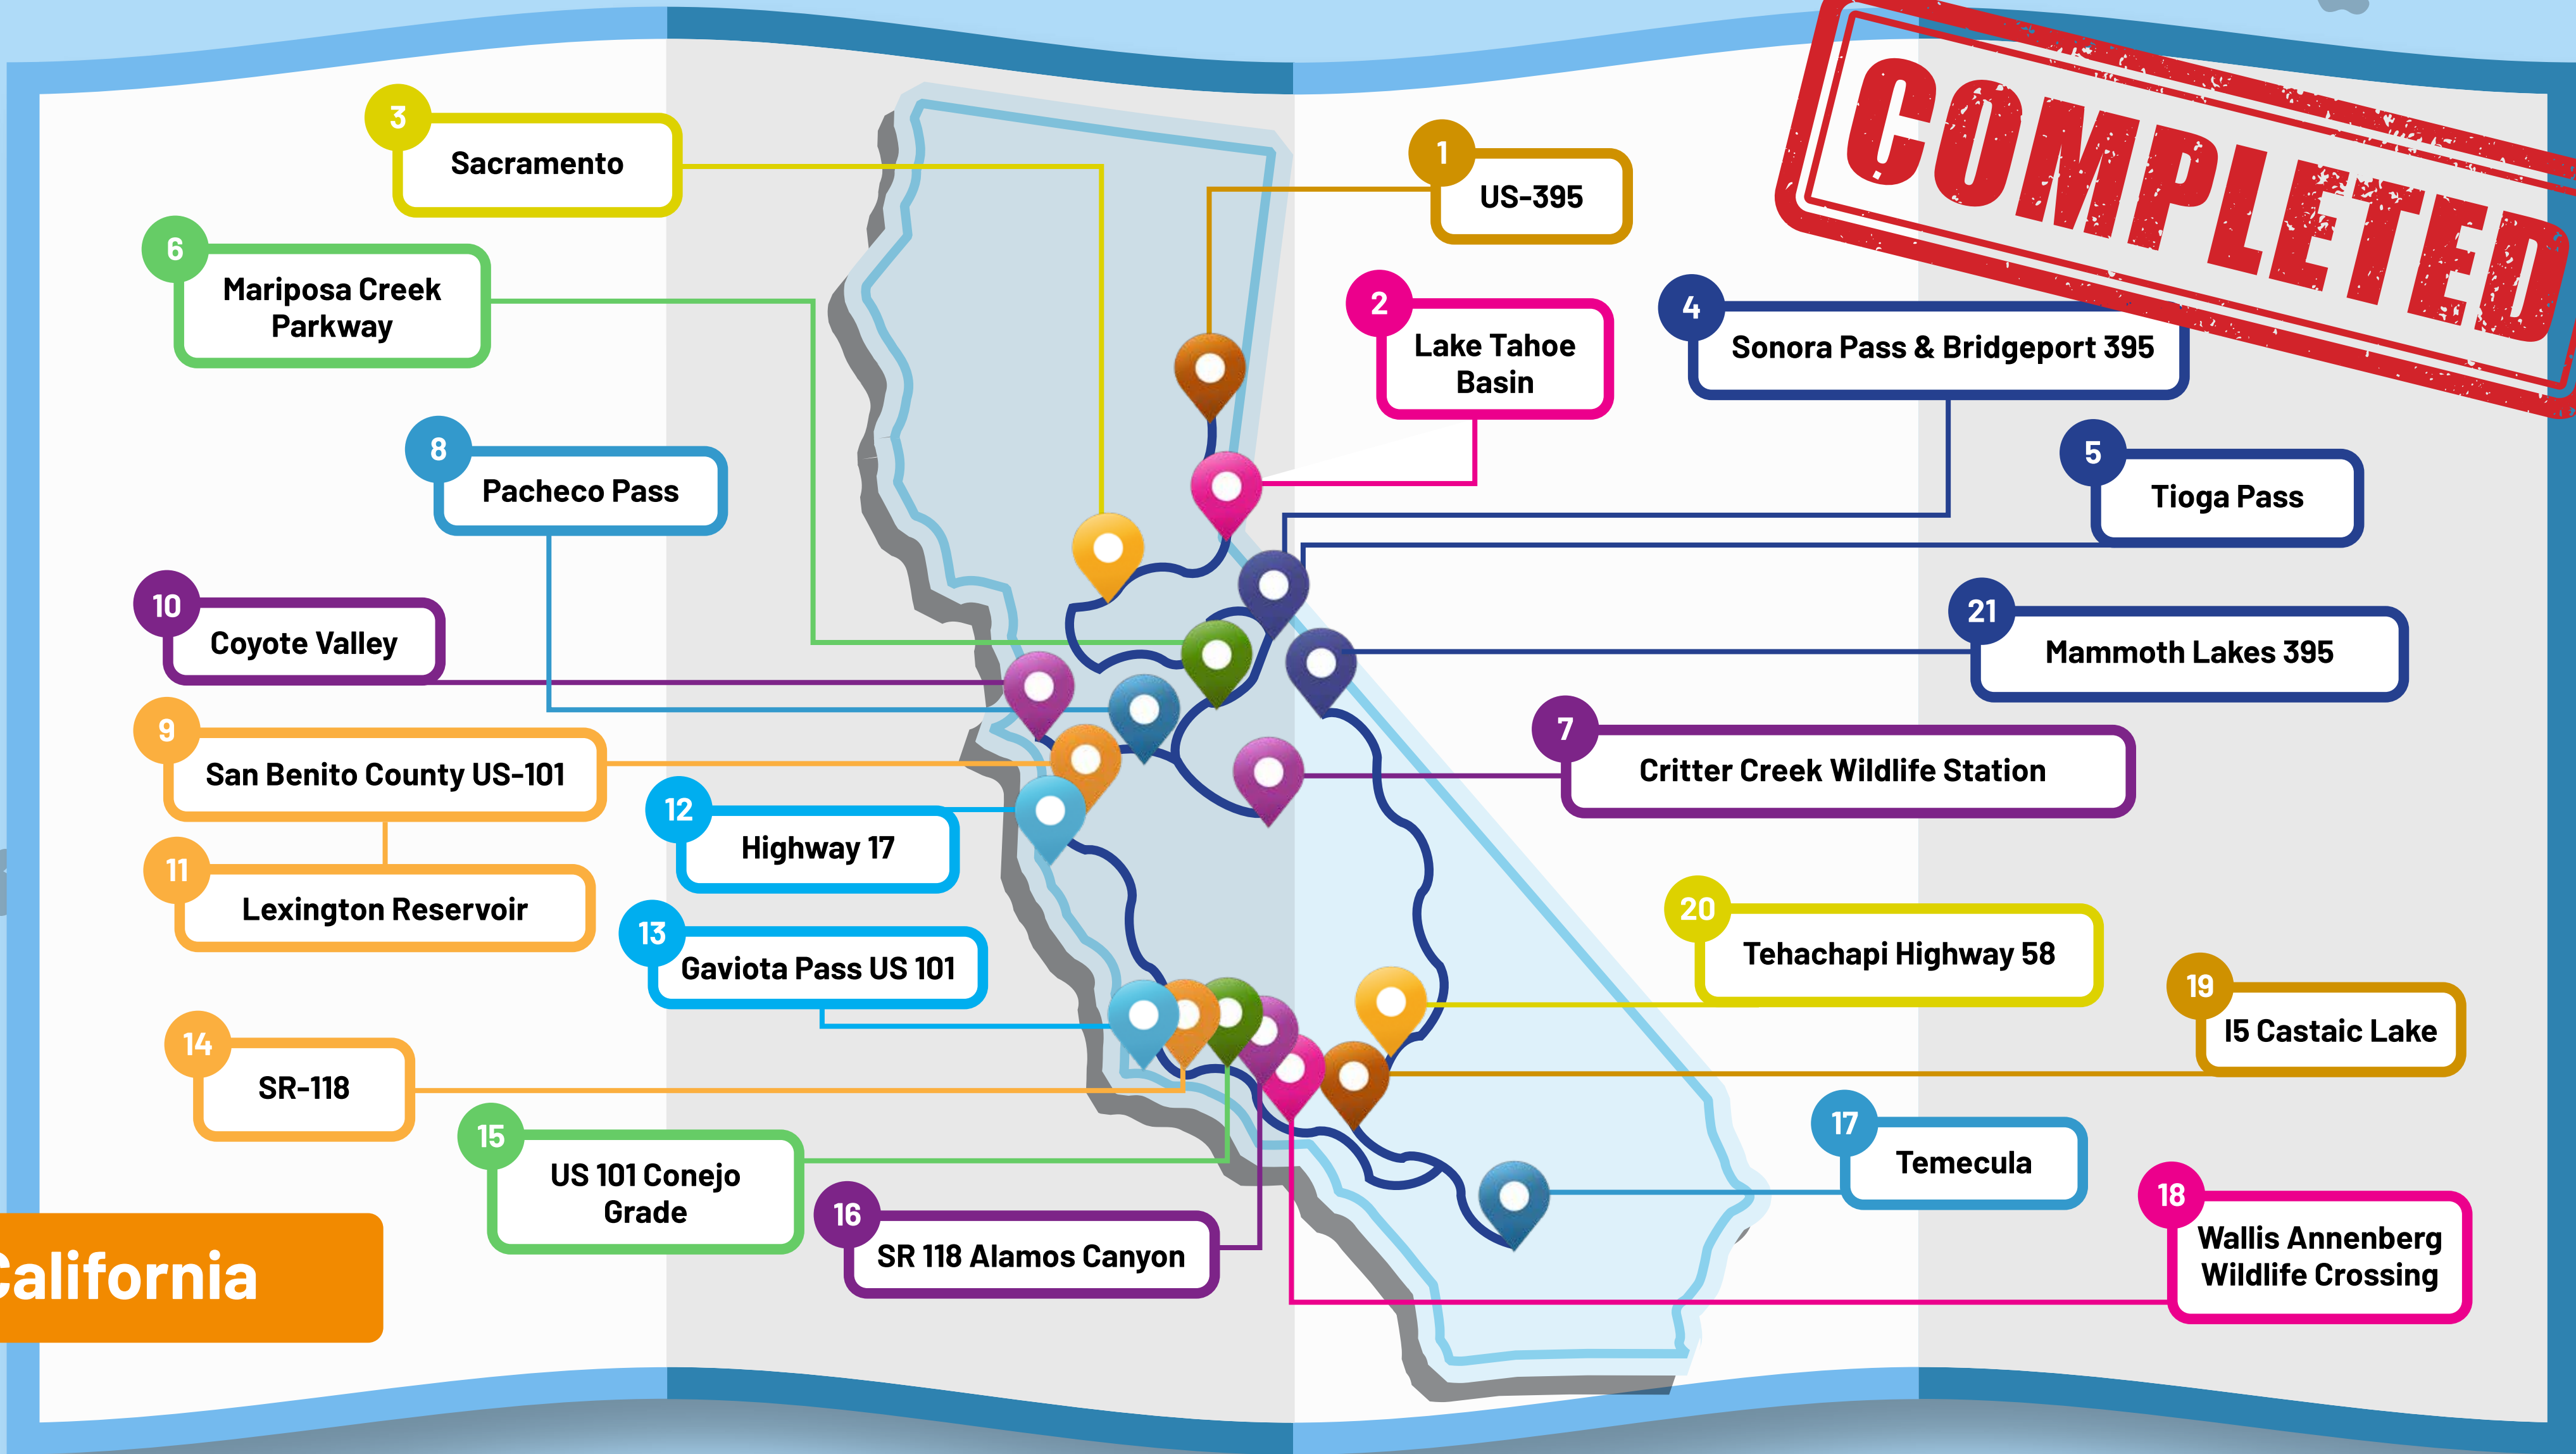 COMPLETED
3
Sacramento
1
US-395
6
Mariposa Creek
Parkway
2
Lake Tahoe
Basin
4
Sonora Pass & Bridgeport 395
8
Pacheco Pass
5
Tioga Pass
10
Coyote Valley
21
Mammoth Lakes 395
9
San Benito County US-101
7
Critter Creek Wildlife Station
12
Highway 17
11
Lexington Reservoir
13
Gaviota Pass US 101
20
Tehachapi Highway 58
19
I5 Castaic Lake
14
SR-118
15
US 101 Conejo
Grade
17
Temecula
16
SR 118 Alamos Canyon
18
Wallis Annenberg
Wildlife Crossing
California